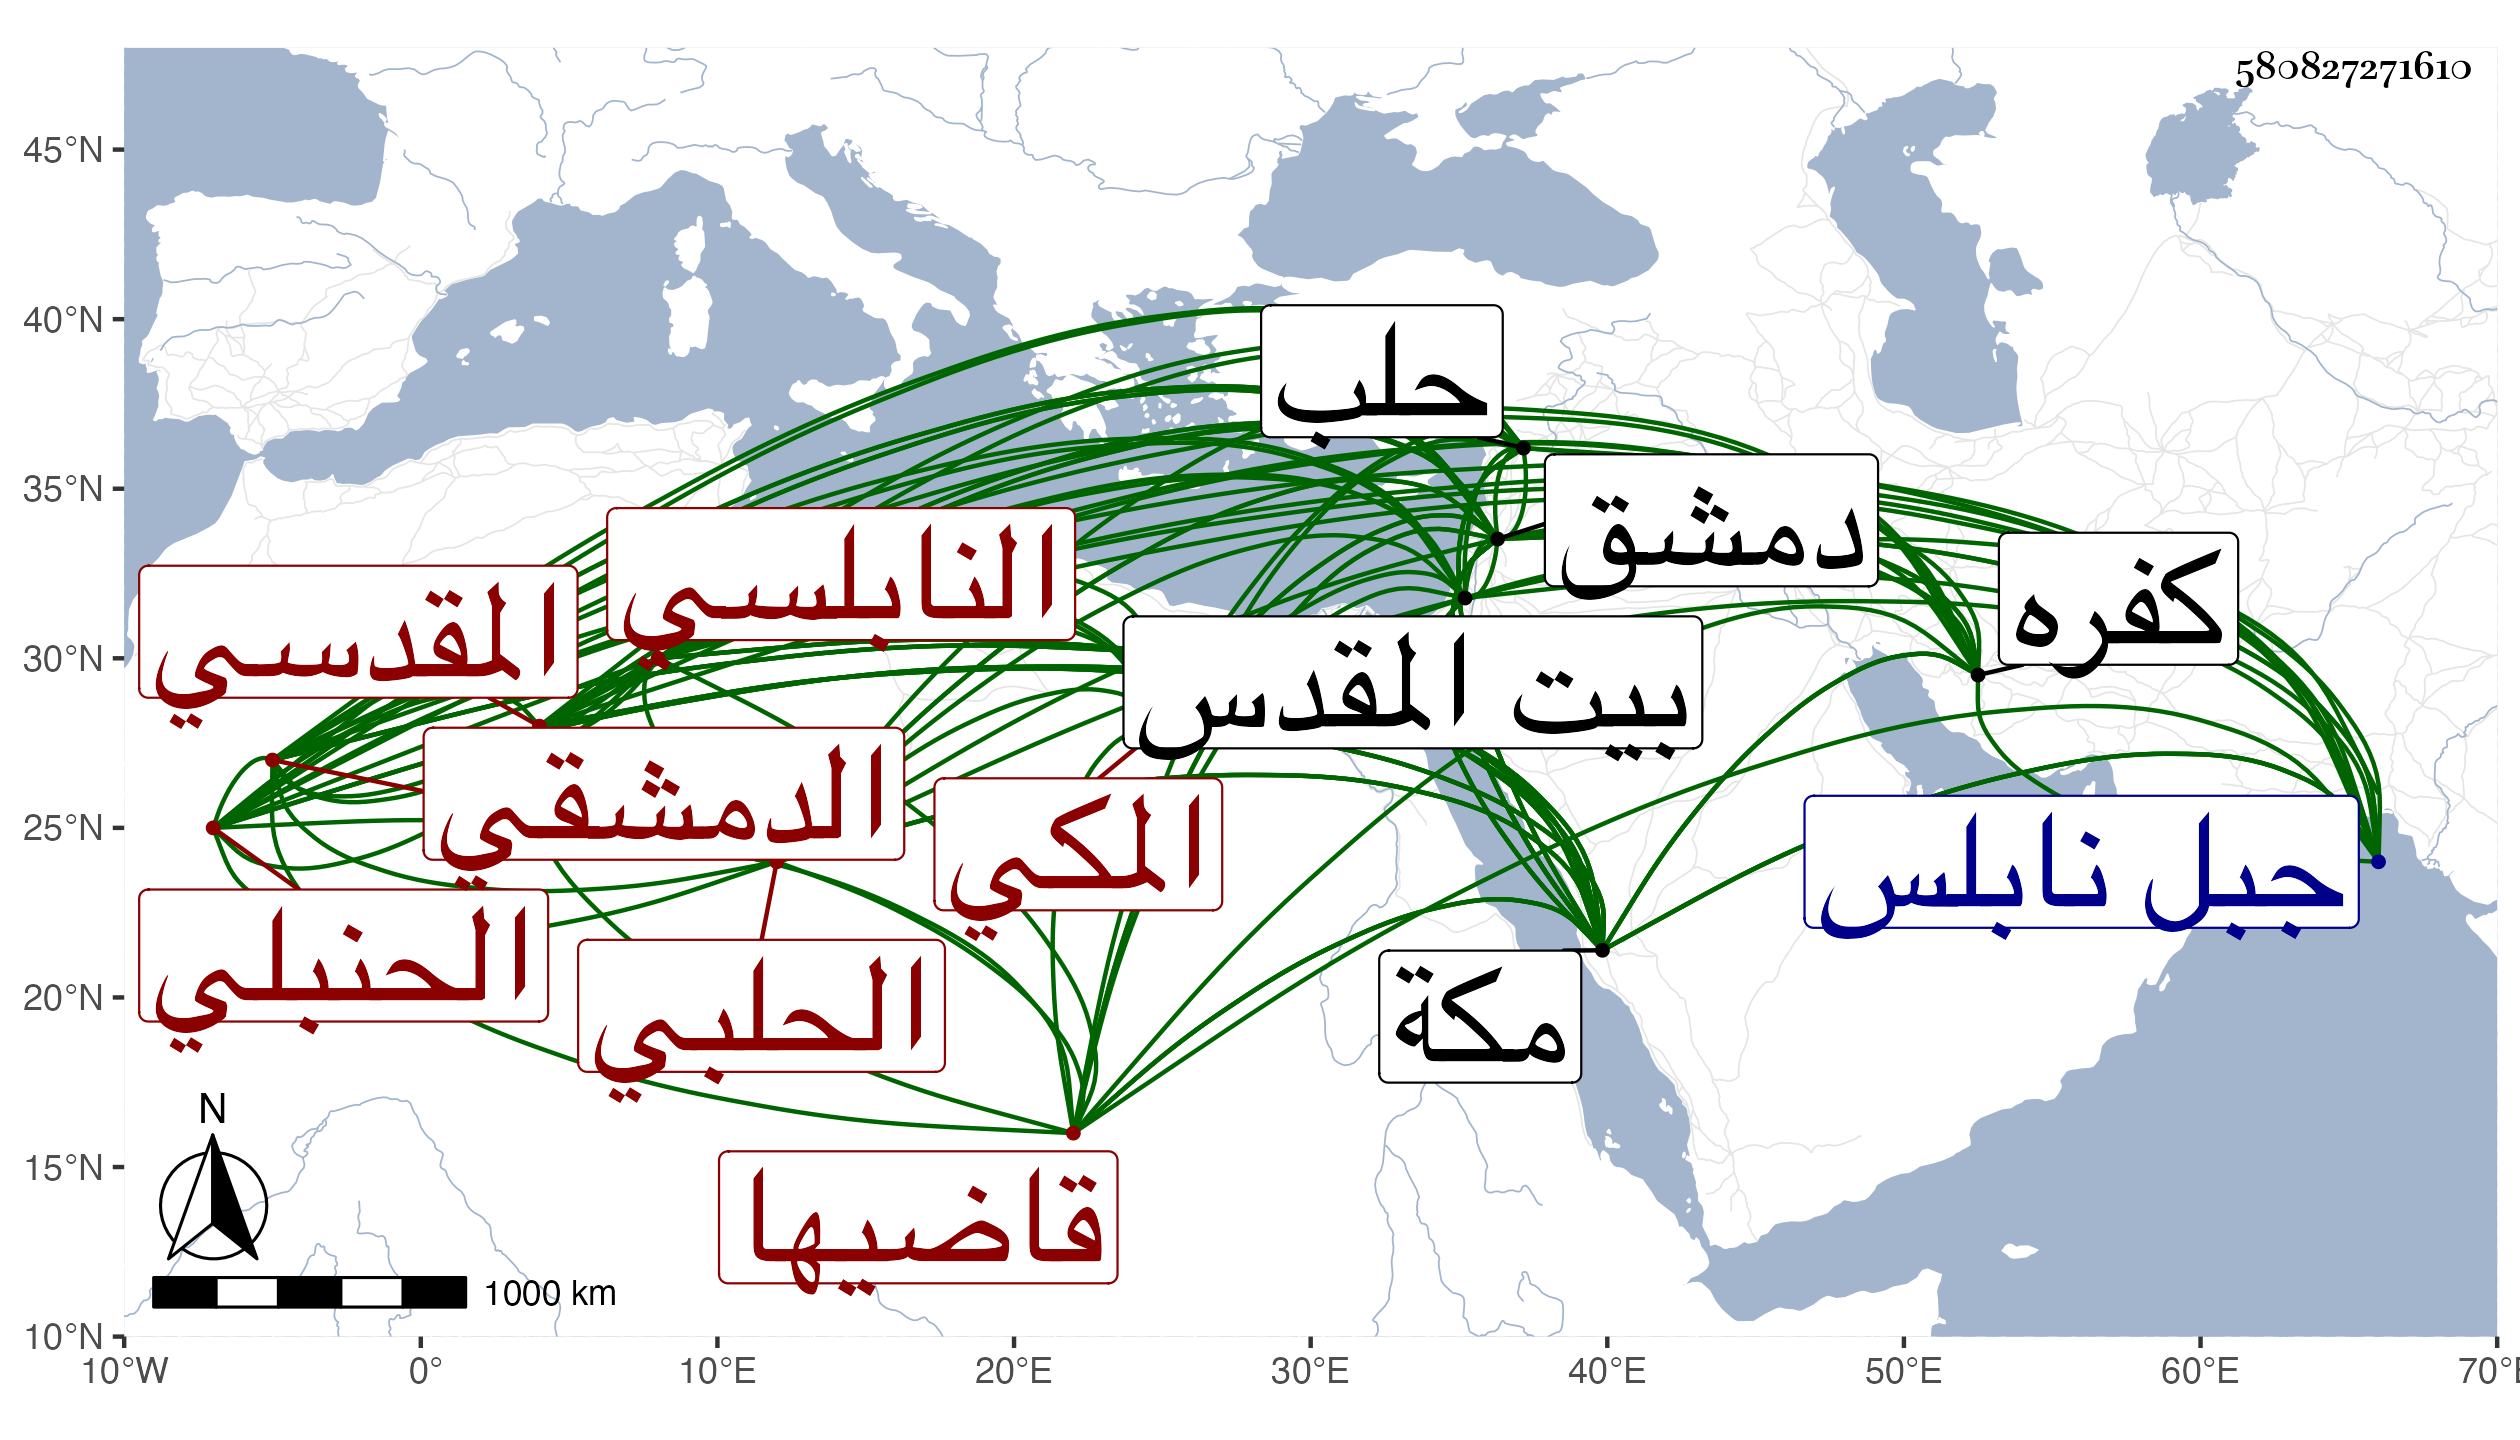 580827271610
45°N
40°N
35°N
30°N
25°N
20°N
15°N
10°N
10°W
0°
10°E
20°E
30°E
40°E
50°E
60°E
70°E
حلب
دمشق
كفره
بيت المقدس
النابلسي
المقدسي
الدمشقي
المكي
جبل نابلس
الحنبلي
الحلبي
مكة
قاضيها
N
1000 km